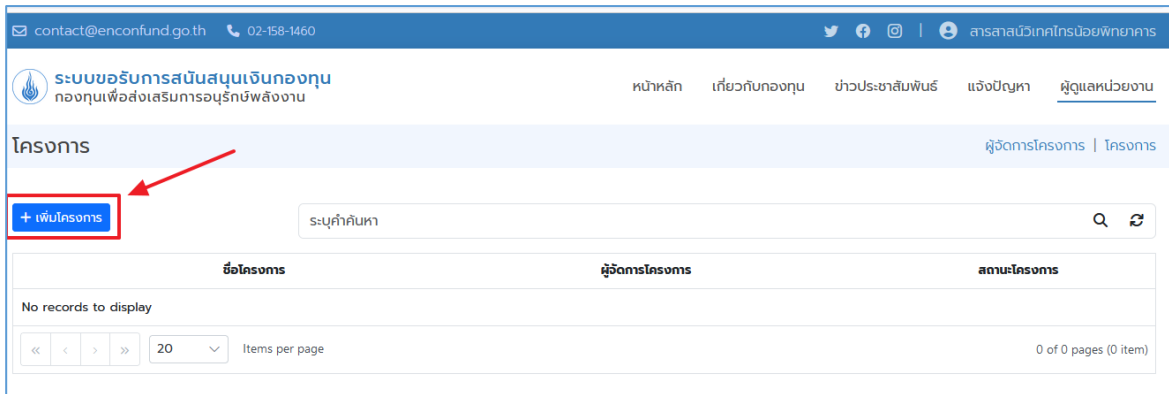 contact@enconfund.go.th 02-158-1460 | สารสาสน์วิเทศไทรน้อยพิทยาคาร
ระบบขอรับการสนันสนุนเงินกองทุน
กองทุนเพื่อส่งเสริมการอนุรักษ์พลังงาน
หน้าหลัก เกี่ยวกับกองทุน ข่าวประชาสัมพันธ์ แจ้งปัญหา ผู้ดูแลหน่วยงาน
โครงการ ผู้จัดการโครงการ | โครงการ
+ เพิ่มโครงการ ระบุคำค้นหา
ชื่อโครงการ ผู้จัดการโครงการ สถานะโครงการ
No records to display
20 Items per page 0 of 0 pages (0 item)